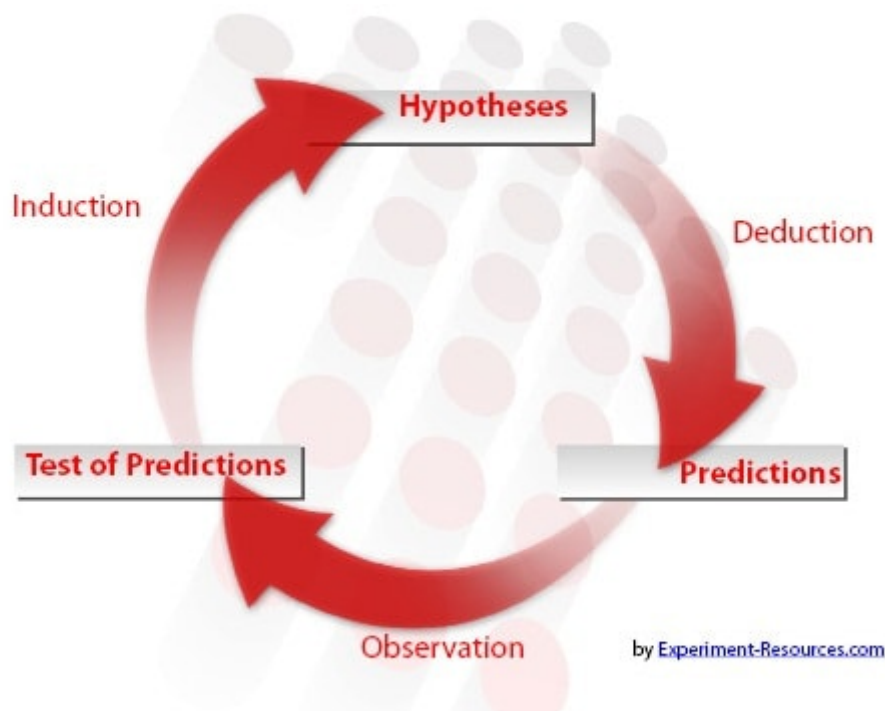 Hypotheses
Induction
Deduction
Test of Predictions
Predictions
Observation
by Experiment-Resources.com